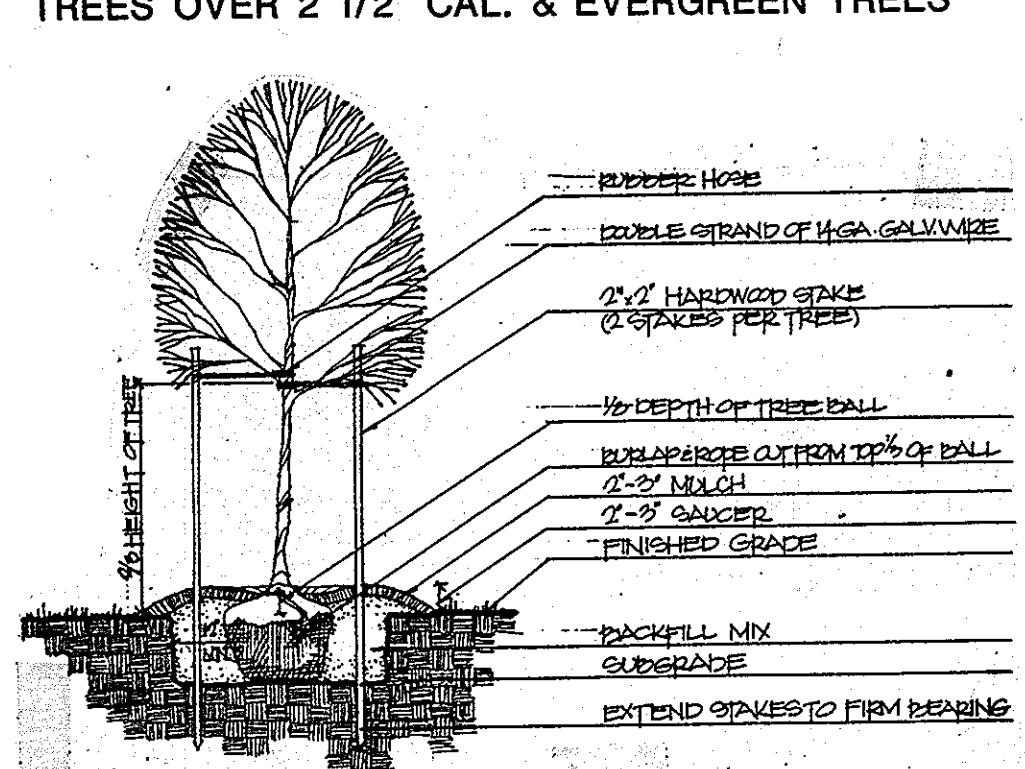 TREES OVER 2 1/2" CAL. & EVERGREEN TREES
RUBBER HOSE
DOUBLE STRAND OF 14 GA. GALV. WIRE
2"x2" HARDWOOD STAKE
(2 STAKES PER TREE)
1/8 DEPTH OF TREE BALL
BURLAP & ROPE CUT FROM TOP 1/3 OF BALL
2"-3" MULCH
2"-3" SAUCER
FINISHED GRADE
HEIGHT OF TREE
BACKFILL MIX
SUBGRADE
EXTEND STAKES TO FIRM BEARING